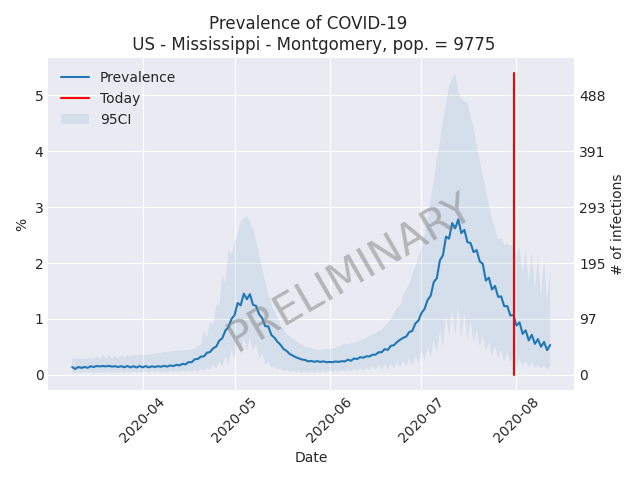 Prevalence of COVID-19
US - Mississippi - Montgomery, pop. = 9775
Prevalence
Today
95CI
PRELIMINARY
%
5
4
3
2
1
0
488
391
293
195
97
0
# of infections
2020-04
2020-05
2020-06
2020-07
2020-08
Date